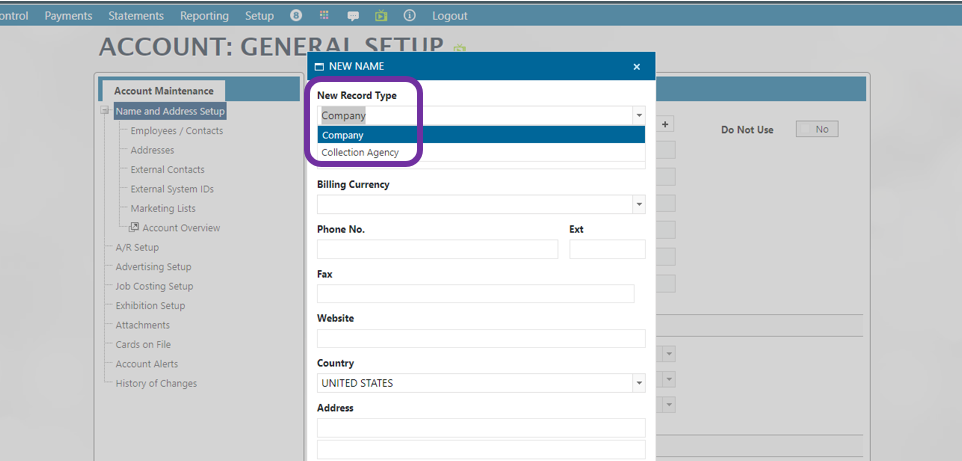 ontrol Payments Statements Reporting Setup 8 Logout
ACCOUNT: GENERAL SETUP
NEW NAME ×
Account Maintenance
Name and Address Setup
Employees / Contacts
Addresses
External Contacts
External System IDs
Marketing Lists
Account Overview
A/R Setup
Advertising Setup
Job Costing Setup
Exhibition Setup
Attachments
Cards on File
Account Alerts
History of Changes
New Record Type
Company
Company
Collection Agency
Billing Currency
Phone No. Ext
Fax
Website
Country
UNITED STATES
Address
+
Do Not Use No